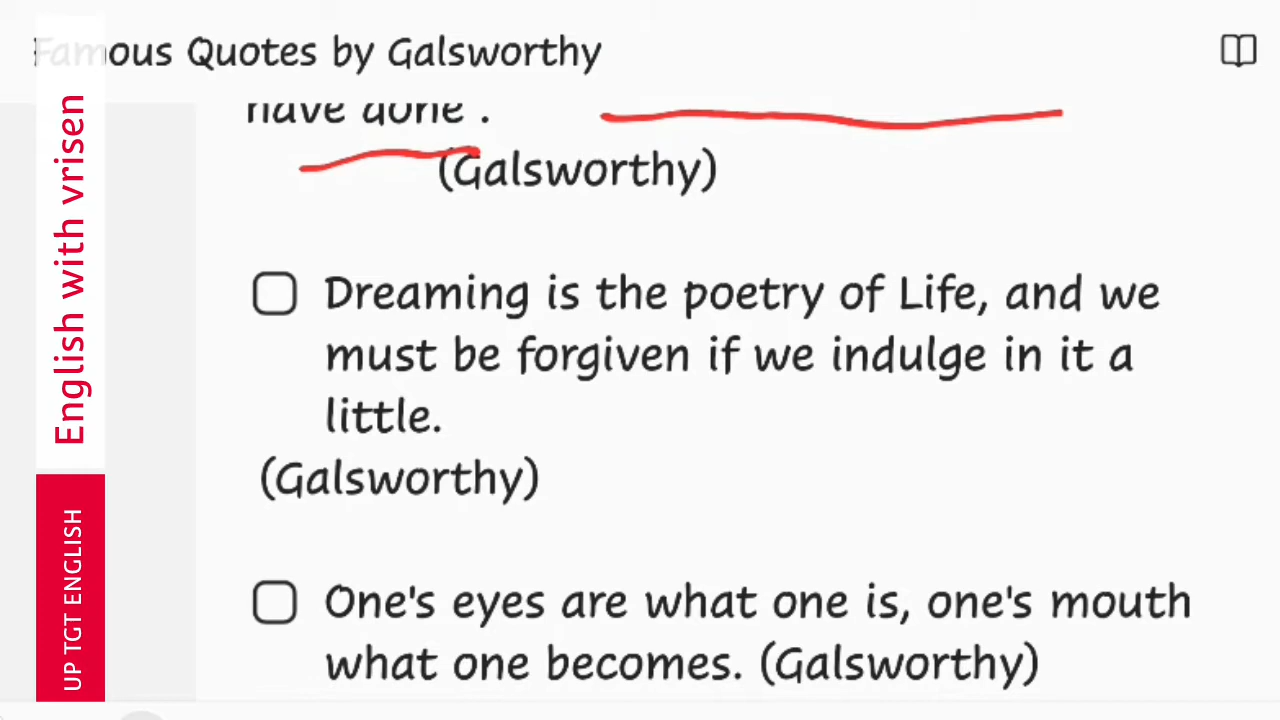 Famous Quotes by Galsworthy
have done .
(Galsworthy)
Dreaming is the poetry of Life, and we
must be forgiven if we indulge in it a
little.
(Galsworthy)
One's eyes are what one is, one's mouth
what one becomes. (Galsworthy)
English with vrisen
UP TGT ENGLISH